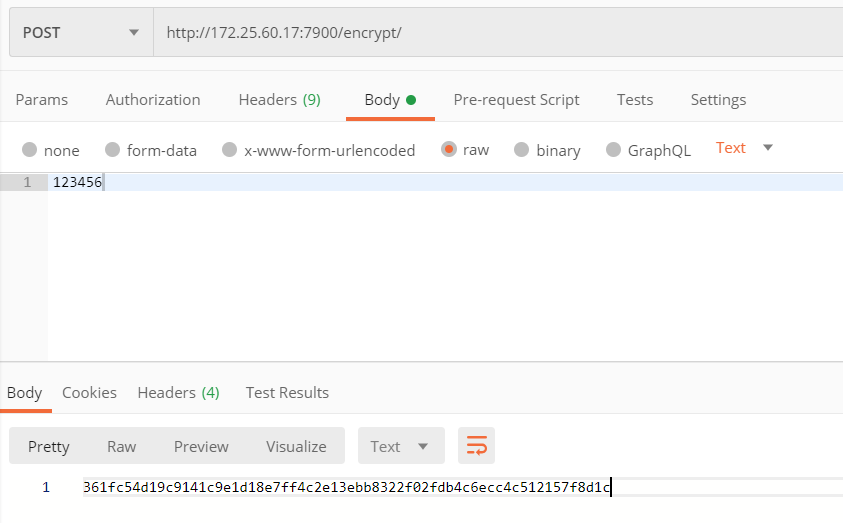 POST http://172.25.60.17:7900/encrypt/
Params Authorization Headers (9) Body Pre-request Script Tests Settings
none form-data x-www-form-urlencoded raw binary GraphQL Text
1 123456
Body Cookies Headers (4) Test Results
Pretty Raw Preview Visualize Text
1 361fc54d19c9141c9e1d18e7ff4c2e13ebb8322f02fdb4c6ecc4c512157f8d1c